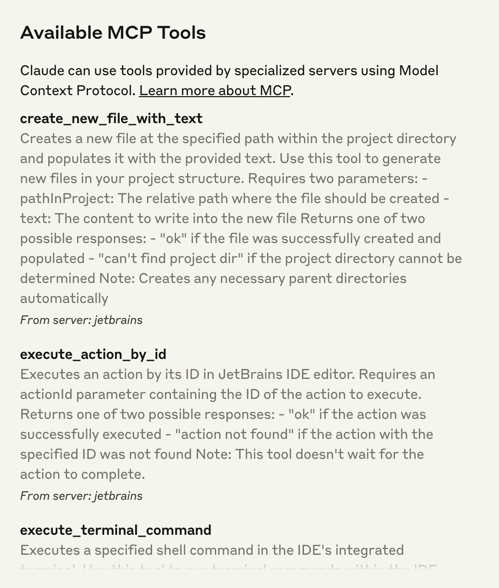 Available MCP Tools
Claude can use tools provided by specialized servers using Model
Context Protocol. Learn more about MCP.
create_new_file_with_text
Creates a new file at the specified path within the project directory
and populates it with the provided text. Use this tool to generate
new files in your project structure. Requires two parameters: -
pathInProject: The relative path where the file should be created -
text: The content to write into the new file Returns one of two
possible responses: - "ok" if the file was successfully created and
populated - "can't find project dir" if the project directory cannot be
determined Note: Creates any necessary parent directories
automatically
From server: jetbrains
execute_action_by_id
Executes an action by its ID in JetBrains IDE editor. Requires an
actionId parameter containing the ID of the action to execute.
Returns one of two possible responses: - "ok" if the action was
successfully executed - "action not found" if the action with the
specified ID was not found Note: This tool doesn't wait for the
action to complete.
From server: jetbrains
execute_terminal_command
Executes a specified shell command in the IDE's integrated